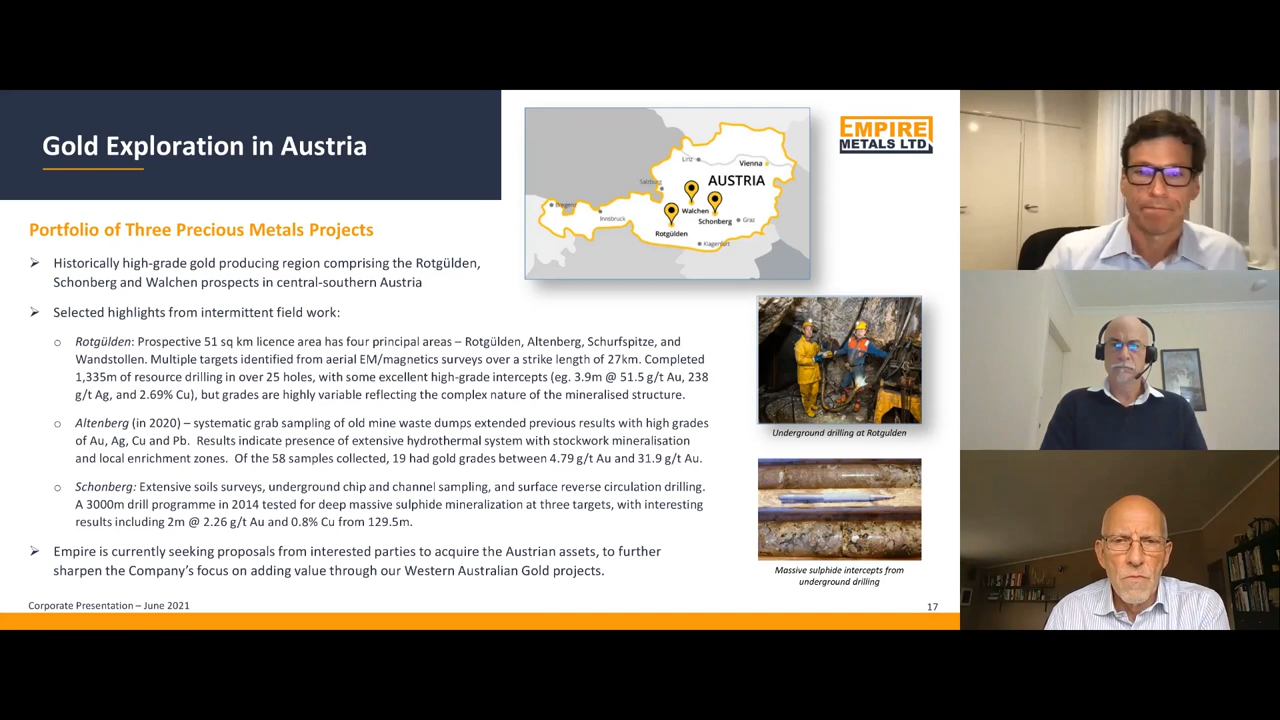 Gold Exploration in Austria
EMPIRE
METALS LTD.
Linz
Vienna
AUSTRIA
Salzburg
Bregenz
Innsbruck
Walchen
Schonberg
Graz
Rotgülden
Klagenfurt
Portfolio of Three Precious Metals Projects
➢ Historically high-grade gold producing region comprising the Rotgülden,
Schonberg and Walchen prospects in central-southern Austria
➢ Selected highlights from intermittent field work:
o Rotgülden: Prospective 51 sq km licence area has four principal areas – Rotgülden, Altenberg, Schurfspitze, and
Wandstollen. Multiple targets identified from aerial EM/magnetics surveys over a strike length of 27km. Completed
1,335m of resource drilling in over 25 holes, with some excellent high-grade intercepts (eg. 3.9m @ 51.5 g/t Au, 238
g/t Ag, and 2.69% Cu), but grades are highly variable reflecting the complex nature of the mineralised structure.
o Altenberg (in 2020) – systematic grab sampling of old mine waste dumps extended previous results with high grades
of Au, Ag, Cu and Pb. Results indicate presence of extensive hydrothermal system with stockwork mineralisation
and local enrichment zones. Of the 58 samples collected, 19 had gold grades between 4.79 g/t Au and 31.9 g/t Au.
o Schonberg: Extensive soils surveys, underground chip and channel sampling, and surface reverse circulation drilling.
A 3000m drill programme in 2014 tested for deep massive sulphide mineralization at three targets, with interesting
results including 2m @ 2.26 g/t Au and 0.8% Cu from 129.5m.
➢ Empire is currently seeking proposals from interested parties to acquire the Austrian assets, to further
sharpen the Company's focus on adding value through our Western Australian Gold projects.
Underground drilling at Rotgulden
Massive sulphide intercepts from
underground drilling
Corporate Presentation – June 2021
17